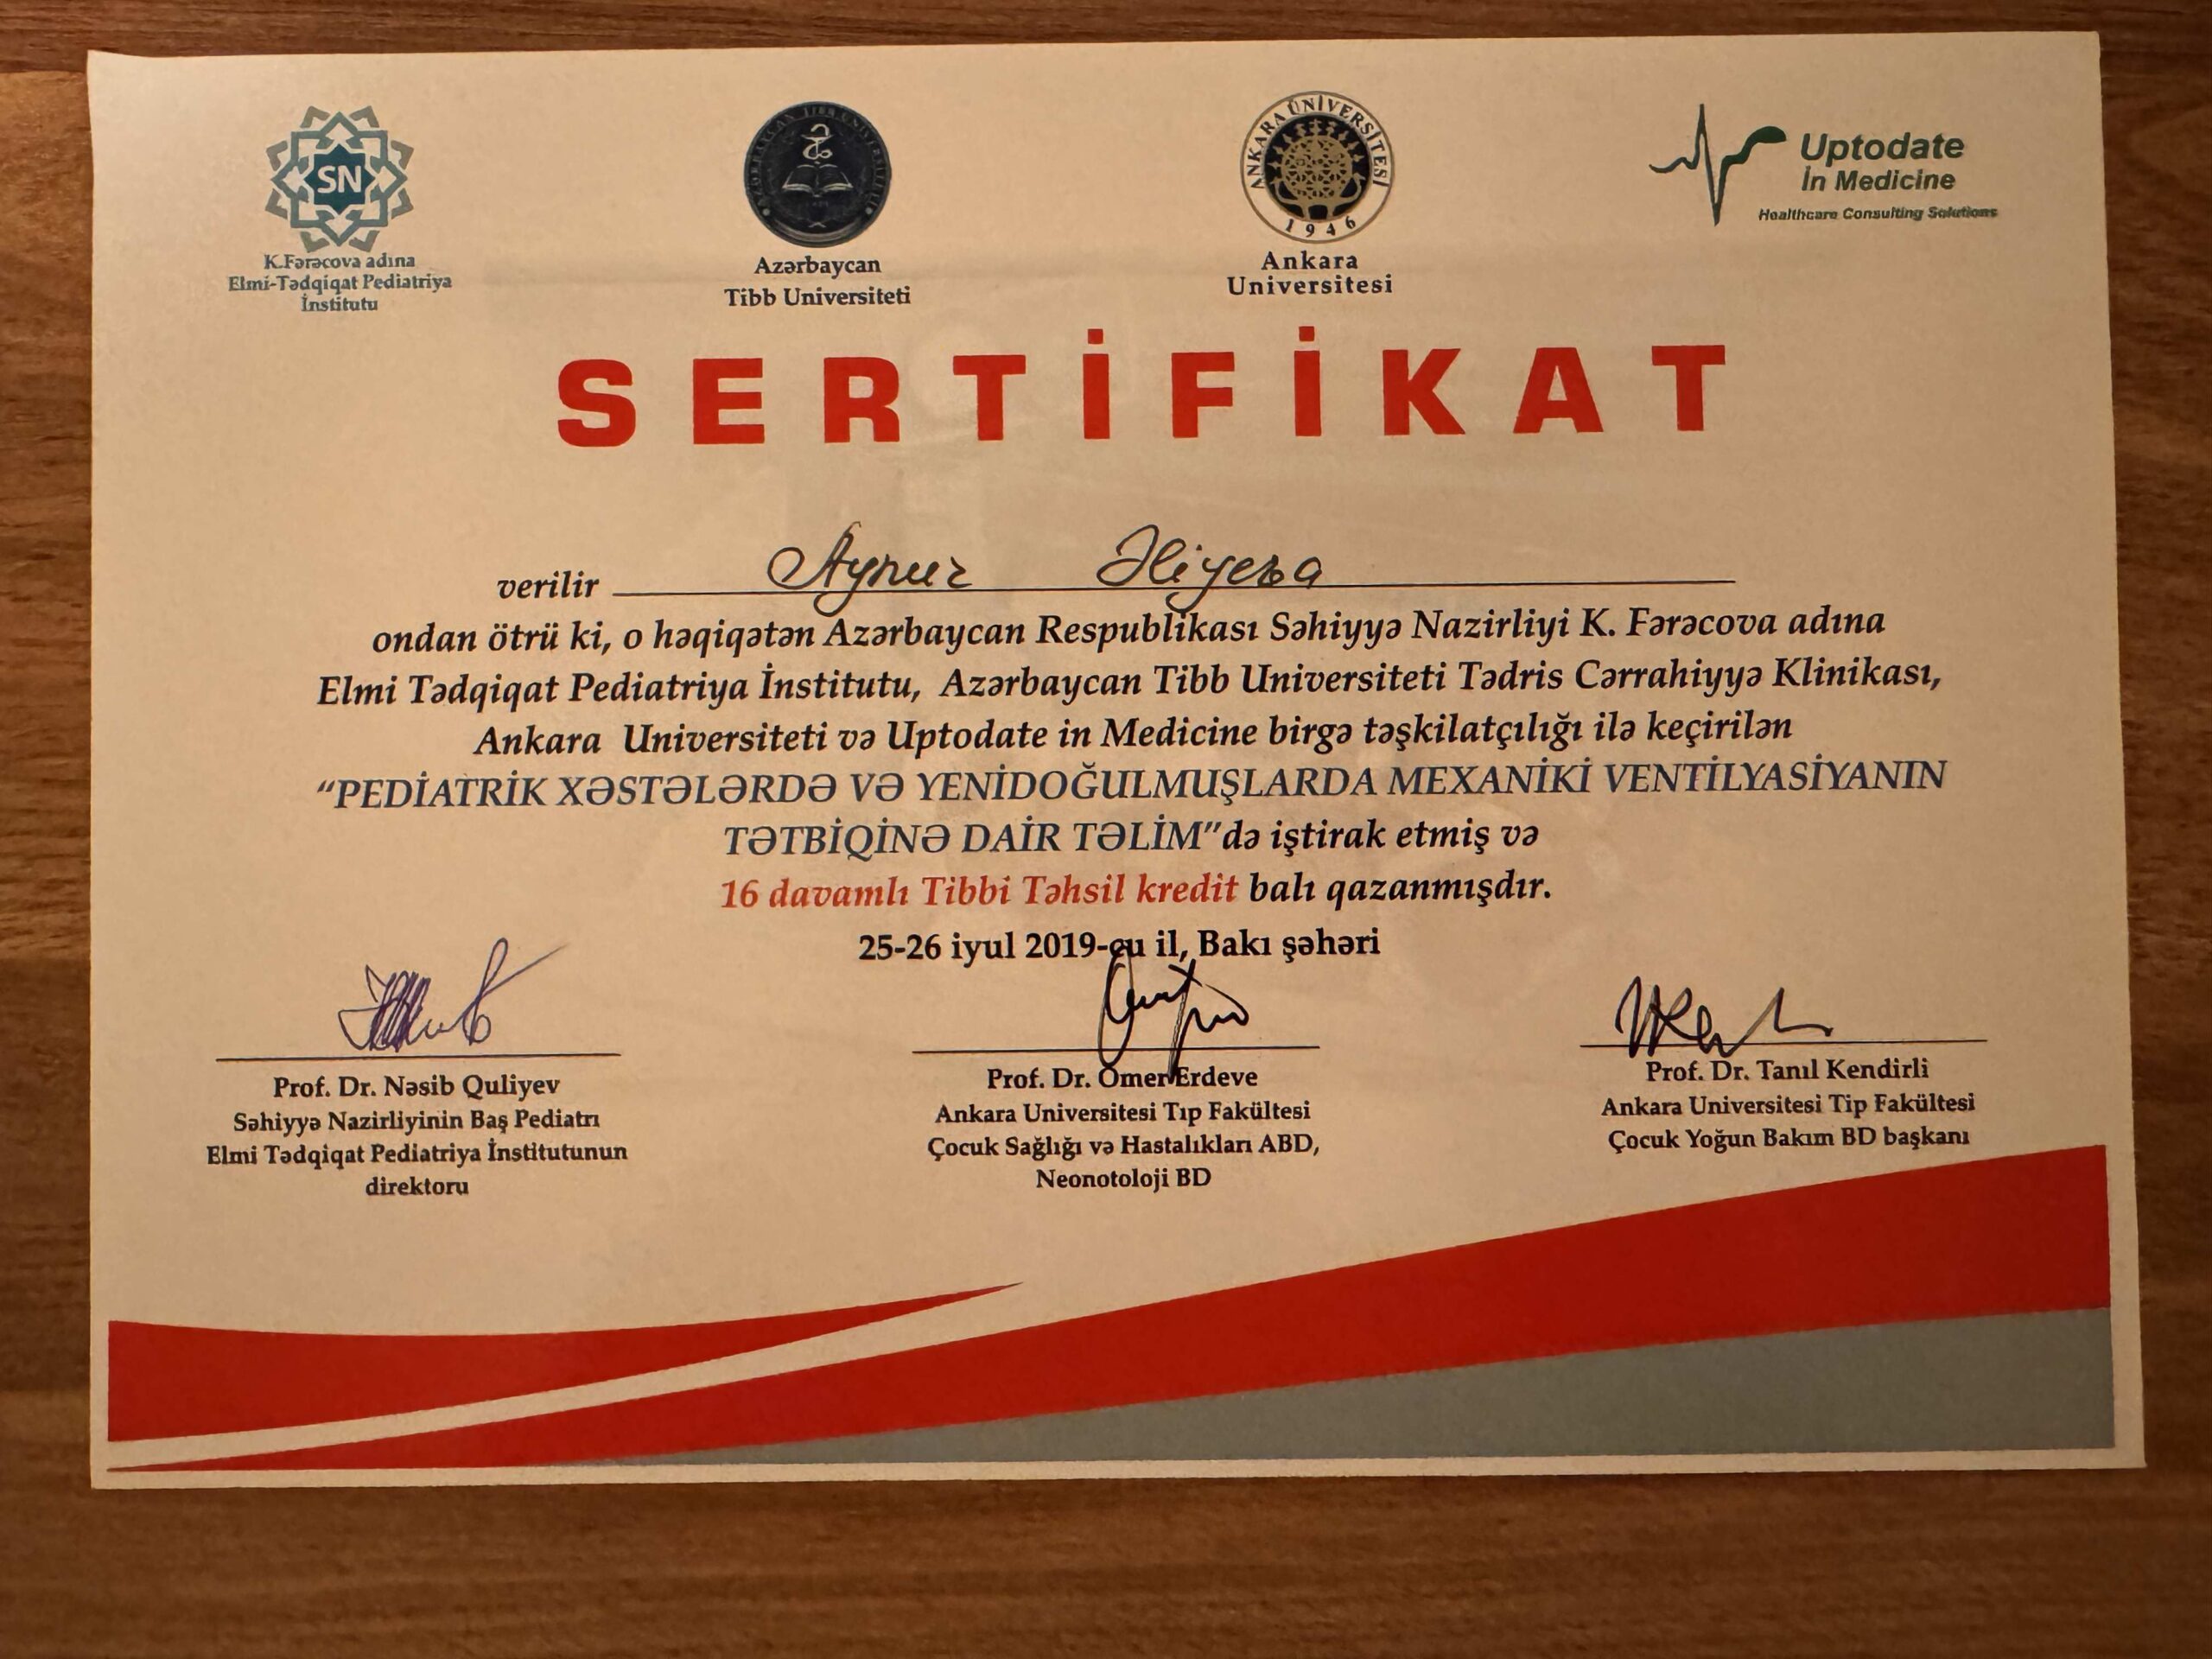 SN
K.Fərəcova adına
Elmi-Tədqiqat Pediatriya
İnstitutu
Azərbaycan
Tibb Universiteti
ANKARA ÜNİVERSİTESİ
1946
Ankara
Universitesi
Uptodate
İn Medicine
Healthcare Consulting Solutions
SERTİFİKAT
verilir Aynur Əliyeva
ondan ötrü ki, o həqiqətən Azərbaycan Respublikası Səhiyyə Nazirliyi K. Fərəcova adına
Elmi Tədqiqat Pediatriya İnstitutu, Azərbaycan Tibb Universiteti Tədris Cərrahiyyə Klinikası,
Ankara Universiteti və Uptodate in Medicine birgə təşkilatçılığı ilə keçirilən
“PEDİATRİK XƏSTƏLƏRDƏ VƏ YENİDOĞULMUŞLARDA MEXANİKİ VENTİLYASİYANIN
TƏTBİQİNƏ DAİR TƏLİM”də iştirak etmiş və
16 davamlı Tibbi Təhsil kredit balı qazanmışdır.
25-26 iyul 2019-cu il, Bakı şəhəri
Prof. Dr. Nəsib Quliyev
Səhiyyə Nazirliyinin Baş Pediatrı
Elmi Tədqiqat Pediatriya İnstitutunun
direktoru
Prof. Dr. Ömer Erdeve
Ankara Universitesi Tıp Fakültesi
Çocuk Sağlığı və Hastalıkları ABD,
Neonotoloji BD
Prof. Dr. Tanıl Kendirli
Ankara Universitesi Tip Fakültesi
Çocuk Yoğun Bakım BD başkanı